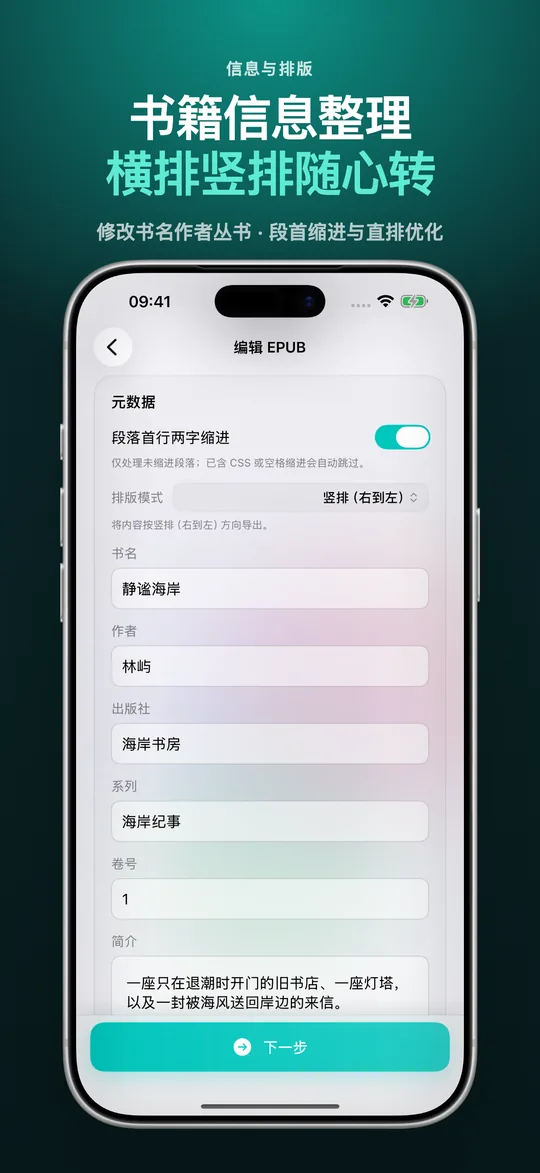 信息与排版
书籍信息整理
横排竖排随心转
修改书名作者丛书 · 段首缩进与直排优化
09:41
编辑 EPUB
元数据
段落首行两字缩进
仅处理未缩进段落；已含 CSS 或空格缩进会自动跳过。
排版模式 竖排 (右到左)
将内容按竖排 (右到左) 方向导出。
书名
静谧海岸
作者
林屿
出版社
海岸书房
系列
海岸纪事
卷号
1
简介
一座只在退潮时开门的旧书店、一座灯塔，
以及一封被海风送回岸边的来信。
下一步